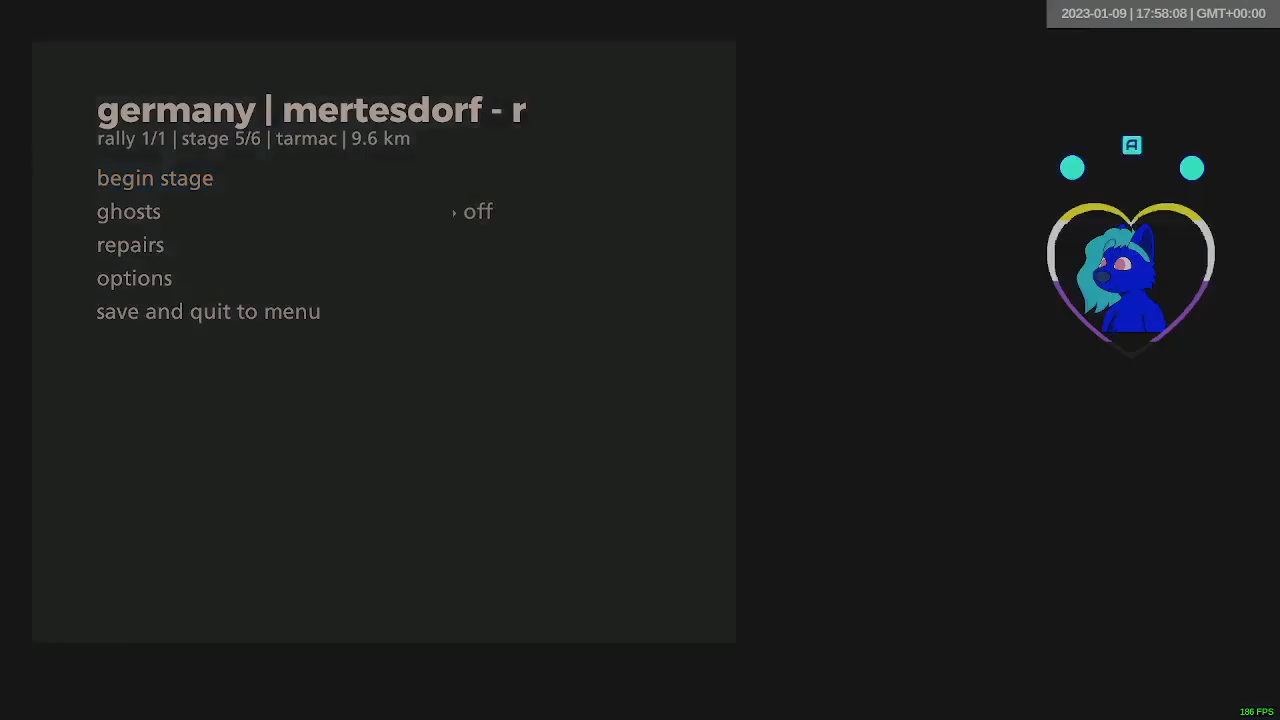 2023-01-09 | 17:58:08 | GMT+00:00
germany | mertesdorf - r
rally 1/1 | stage 5/6 | tarmac | 9.6 km
begin stage
ghosts off
repairs
options
save and quit to menu
A
186 FPS